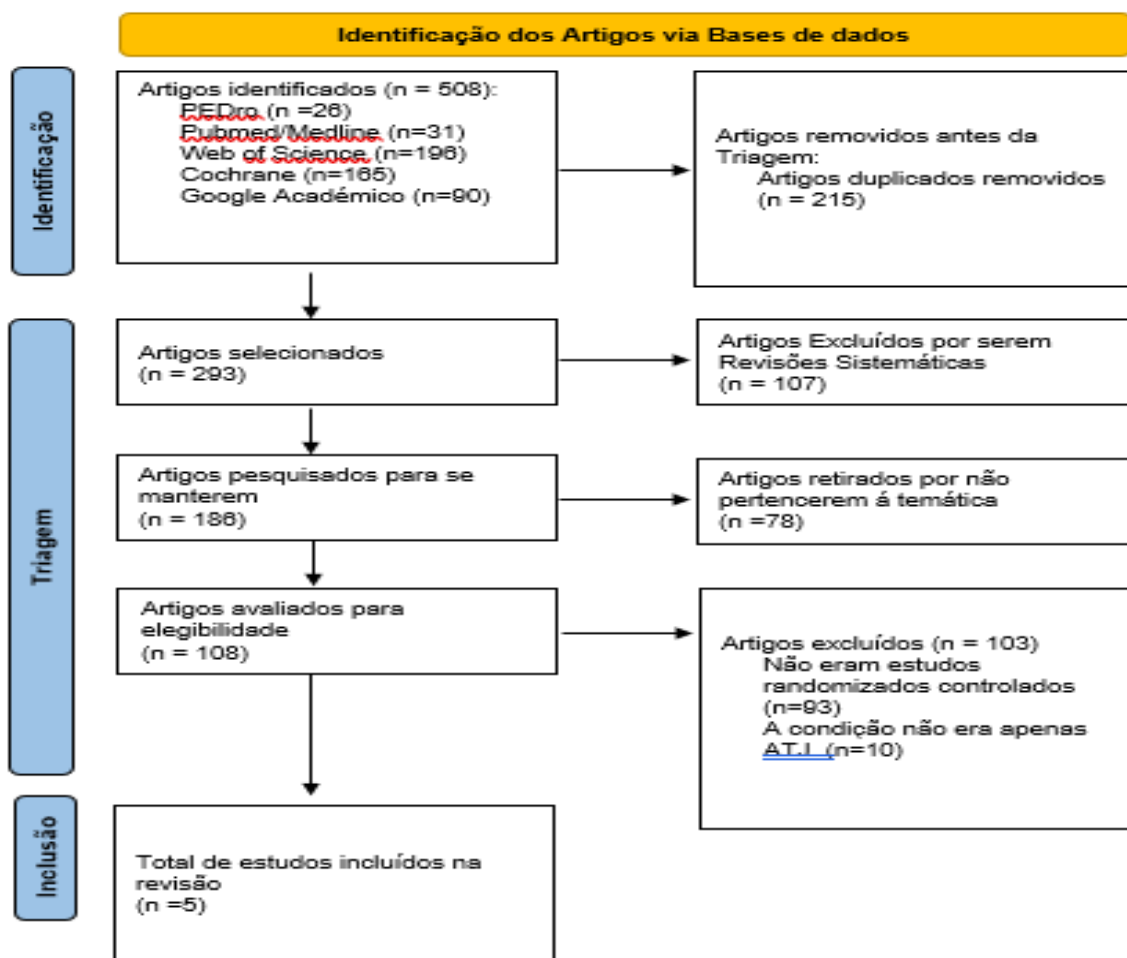 Identificação dos Artigos via Bases de dados
Identificação
Artigos identificados (n = 508):
PEDro (n =26)
Pubmed/Medline (n=31)
Web of Science (n=196)
Cochrane (n=165)
Google Académico (n=90)
Artigos removidos antes da
Triagem:
Artigos duplicados removidos
(n = 215)
Triagem
Artigos selecionados
(n = 293)
Artigos Excluídos por serem
Revisões Sistemáticas
(n = 107)
Artigos pesquisados para se
manterem
(n = 186)
Artigos retirados por não
pertencerem á temática
(n =78)
Artigos avaliados para
elegibilidade
(n = 108)
Artigos excluídos (n = 103)
Não eram estudos
randomizados controlados
(n=93)
A condição não era apenas
ATJ (n=10)
Inclusão
Total de estudos incluídos na
revisão
(n =5)